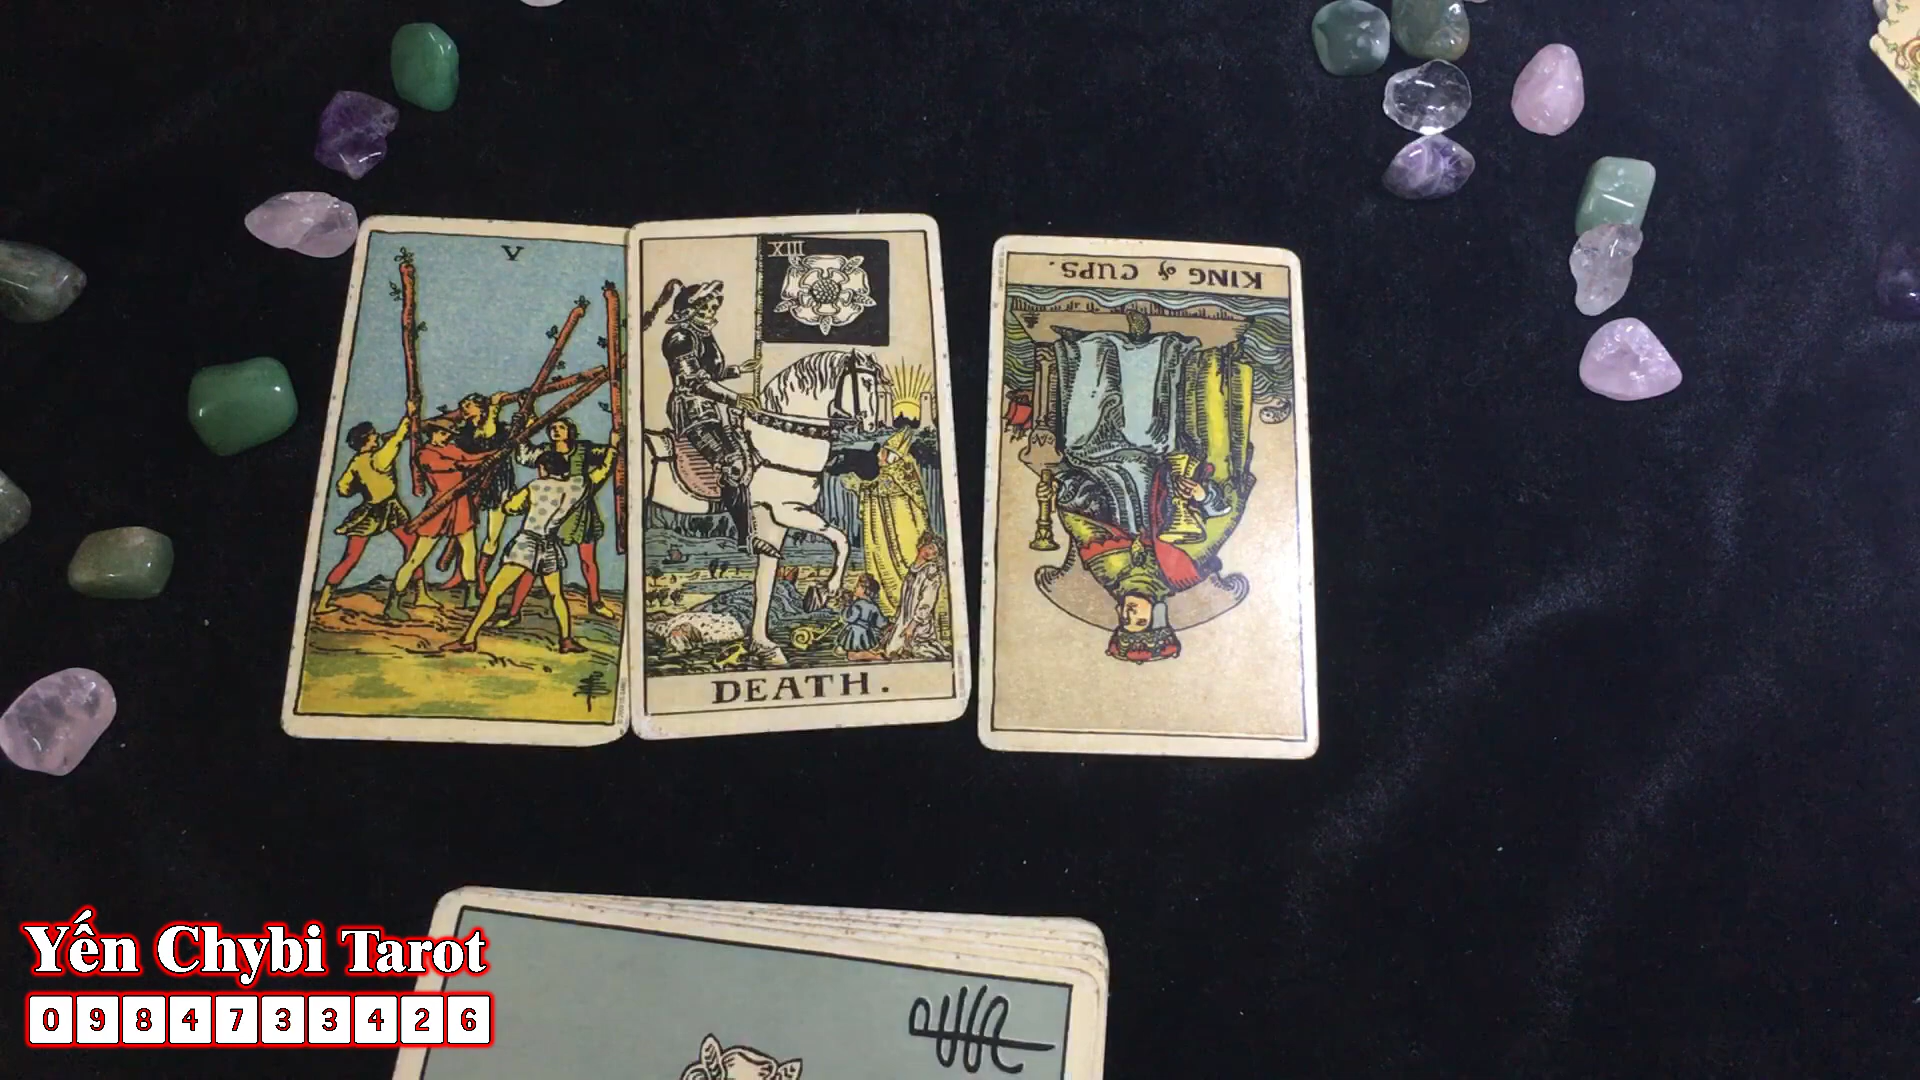 V
XIII
DEATH.
KING of CUPS.
Yến Chybi Tarot
0984733426